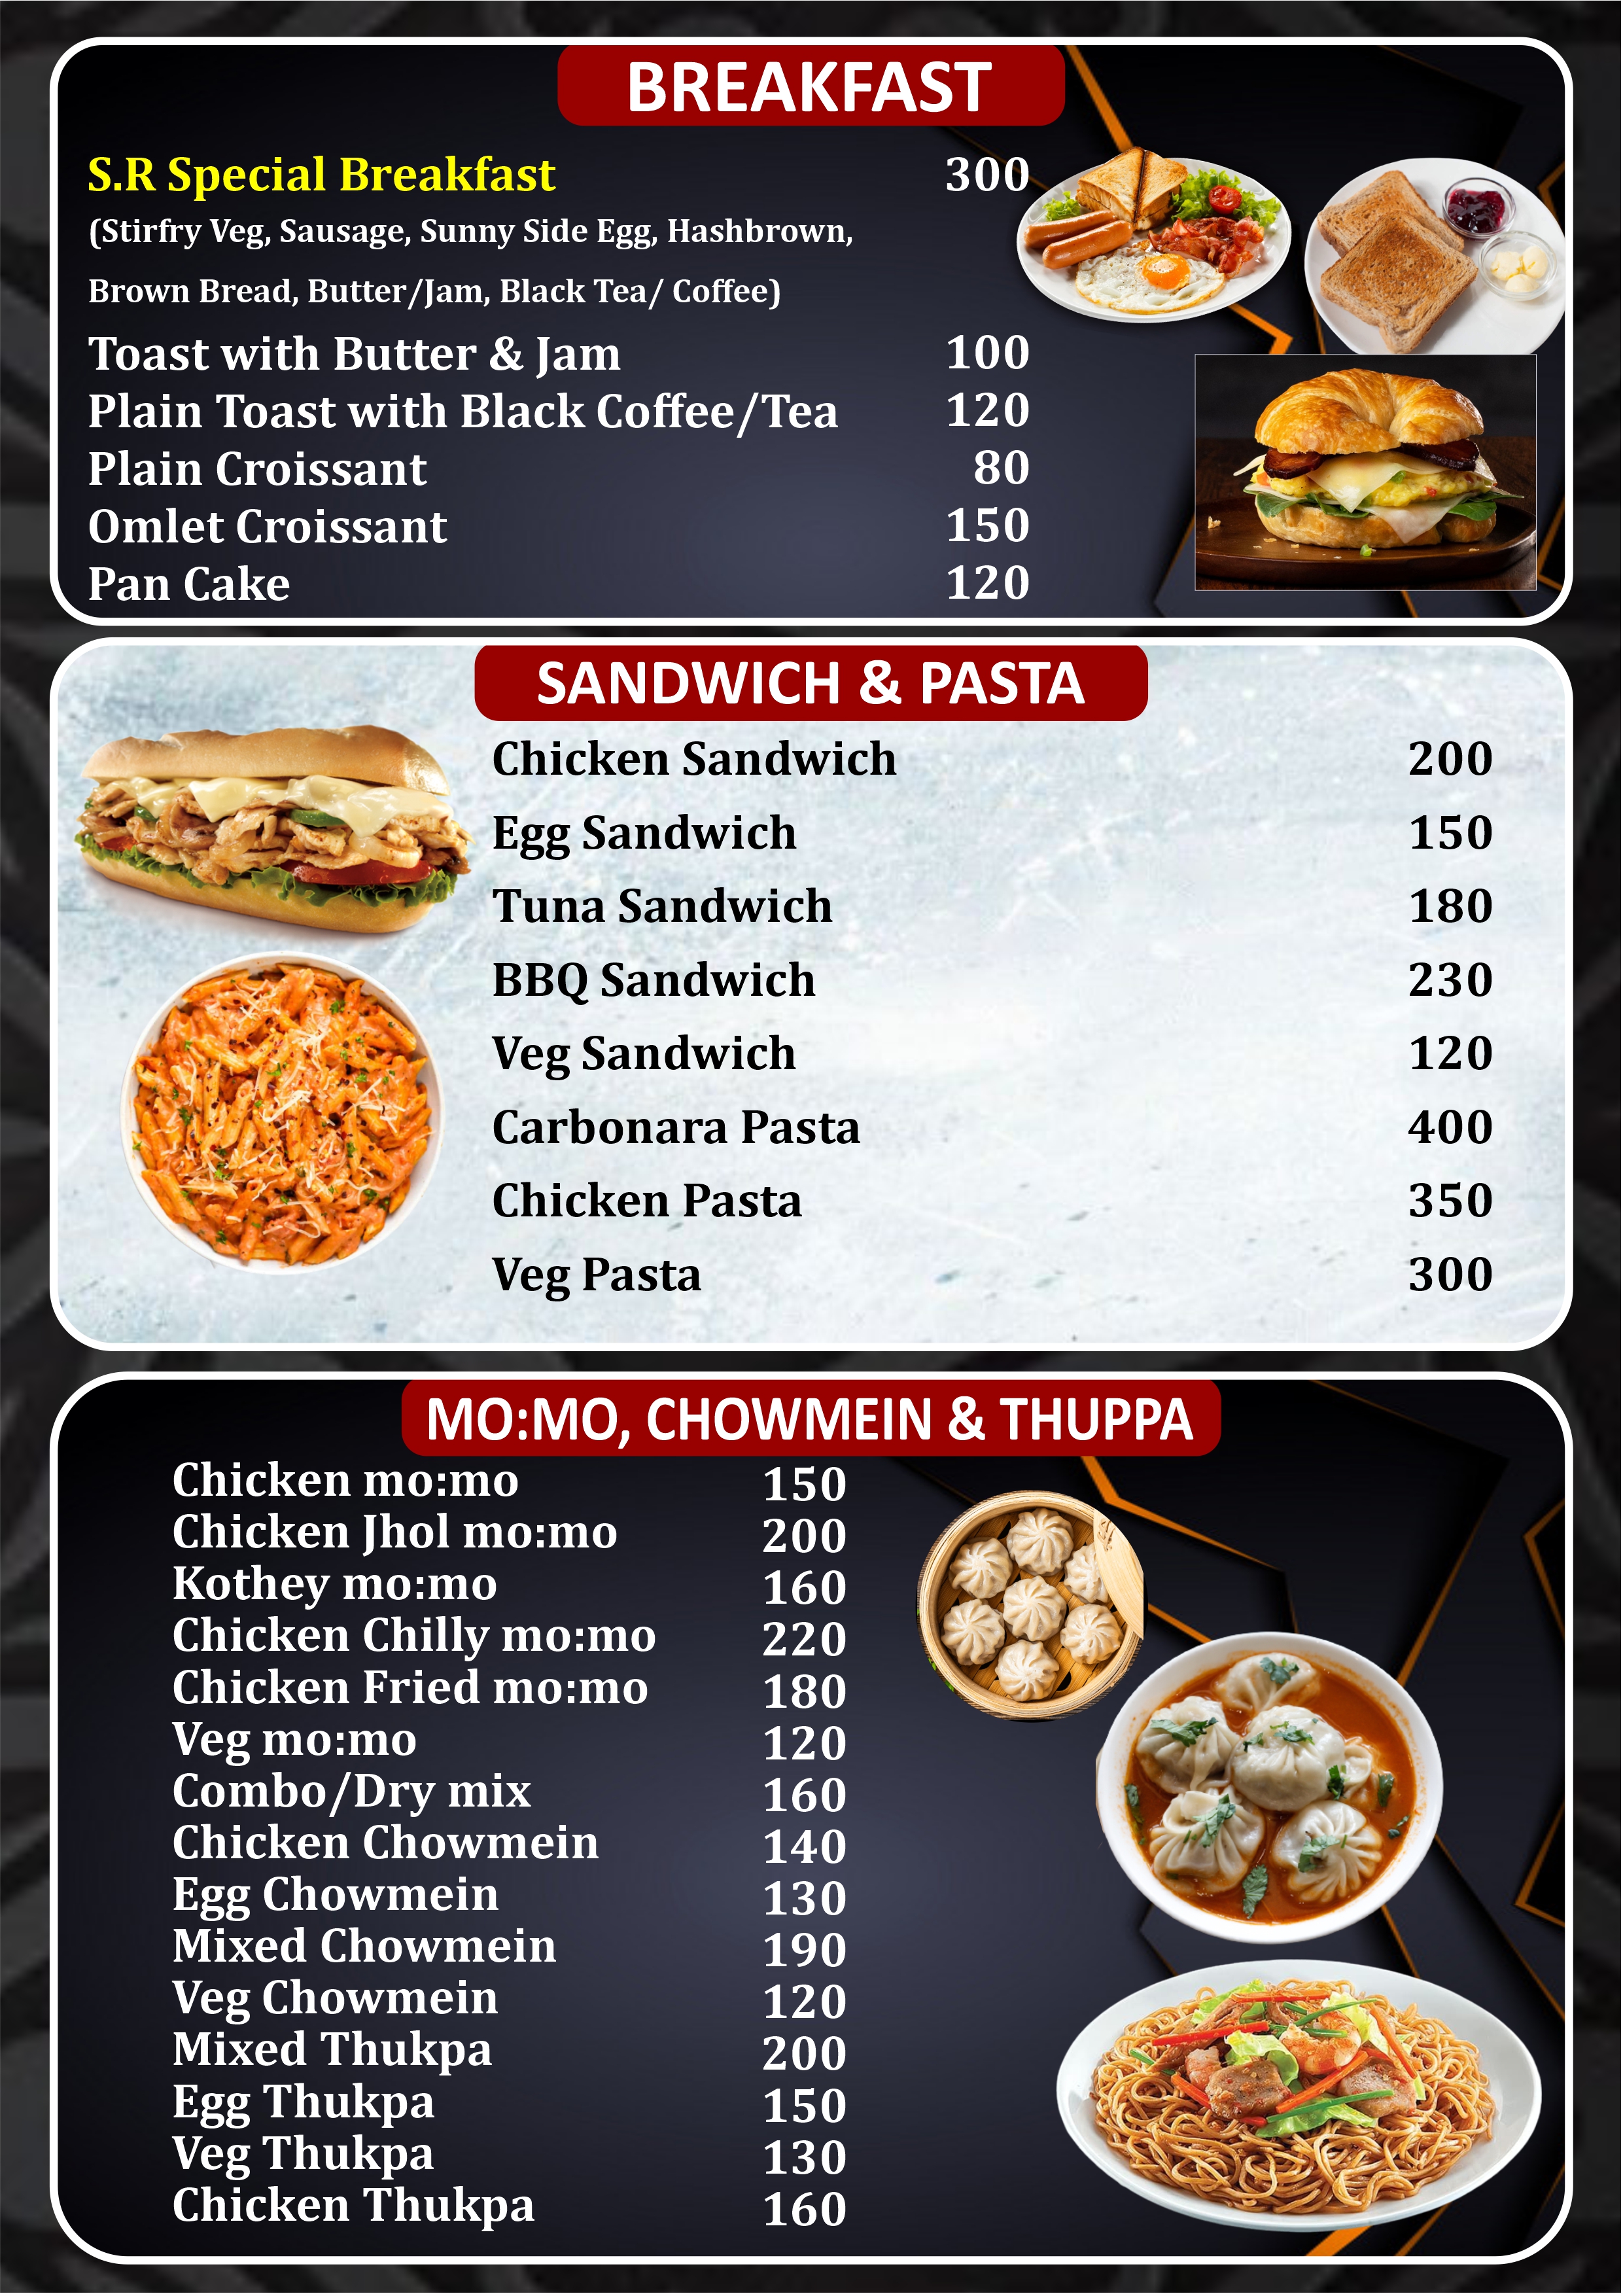 BREAKFAST
S.R Special Breakfast 300
(Stirfry Veg, Sausage, Sunny Side Egg, Hashbrown,
Brown Bread, Butter/Jam, Black Tea/ Coffee)
Toast with Butter & Jam 100
Plain Toast with Black Coffee/Tea 120
Plain Croissant 80
Omlet Croissant 150
Pan Cake 120
SANDWICH & PASTA
Chicken Sandwich 200
Egg Sandwich 150
Tuna Sandwich 180
BBQ Sandwich 230
Veg Sandwich 120
Carbonara Pasta 400
Chicken Pasta 350
Veg Pasta 300
MO:MO, CHOWMEIN & THUPPA
Chicken mo:mo 150
Chicken Jhol mo:mo 200
Kothey mo:mo 160
Chicken Chilly mo:mo 220
Chicken Fried mo:mo 180
Veg mo:mo 120
Combo/Dry mix 160
Chicken Chowmein 140
Egg Chowmein 130
Mixed Chowmein 190
Veg Chowmein 120
Mixed Thukpa 200
Egg Thukpa 150
Veg Thukpa 130
Chicken Thukpa 160